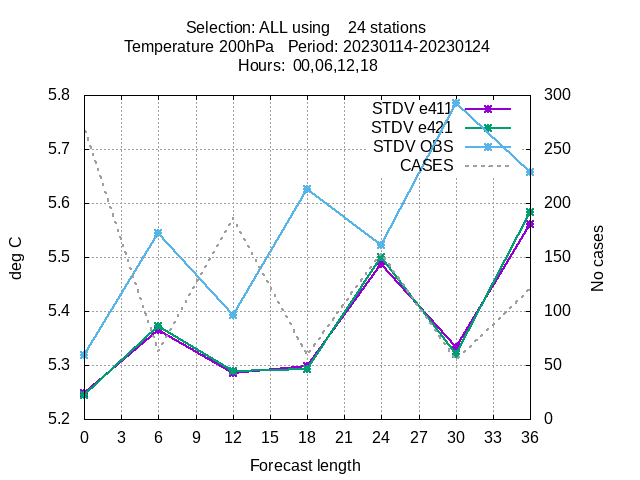 Selection: ALL using    24 stations
Temperature 200hPa   Period: 20230114-20230124
Hours:  00,06,12,18
5.8
5.7
5.6
5.5
5.4
5.3
5.2
deg C
STDV e411
STDV e421
STDV OBS
CASES
300
250
200
150
100
50
0
No cases
0 3 6 9 12 15 18 21 24 27 30 33 36
Forecast length